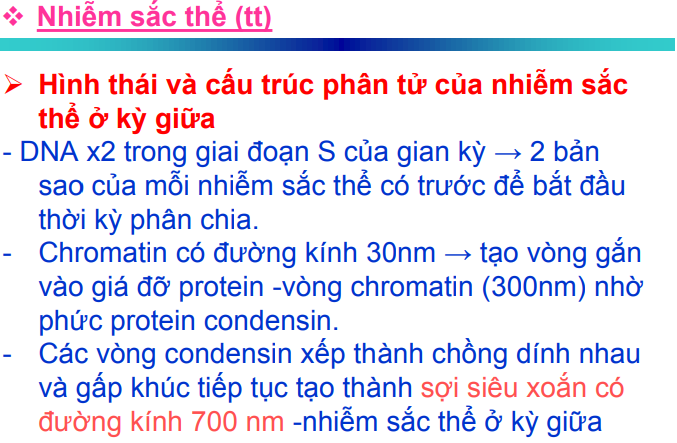 ❖ Nhiễm sắc thể (tt)
➢ Hình thái và cấu trúc phân tử của nhiễm sắc
thể ở kỳ giữa
- DNA x2 trong giai đoạn S của gian kỳ → 2 bản
sao của mỗi nhiễm sắc thể có trước để bắt đầu
thời kỳ phân chia.
- Chromatin có đường kính 30nm → tạo vòng gắn
vào giá đỡ protein -vòng chromatin (300nm) nhờ
phức protein condensin.
- Các vòng condensin xếp thành chồng dính nhau
và gấp khúc tiếp tục tạo thành sợi siêu xoắn có
đường kính 700 nm -nhiễm sắc thể ở kỳ giữa